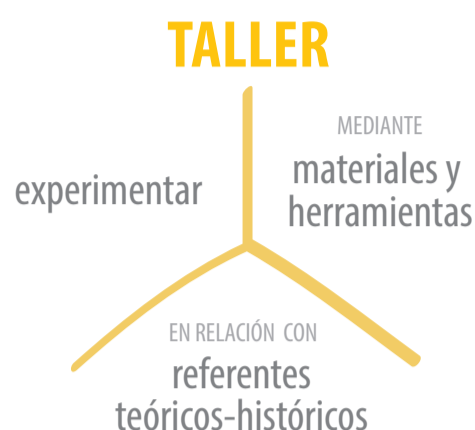 TALLER
experimentar
MEDIANTE
materiales y
herramientas
EN RELACIÓN CON
referentes
teóricos-históricos